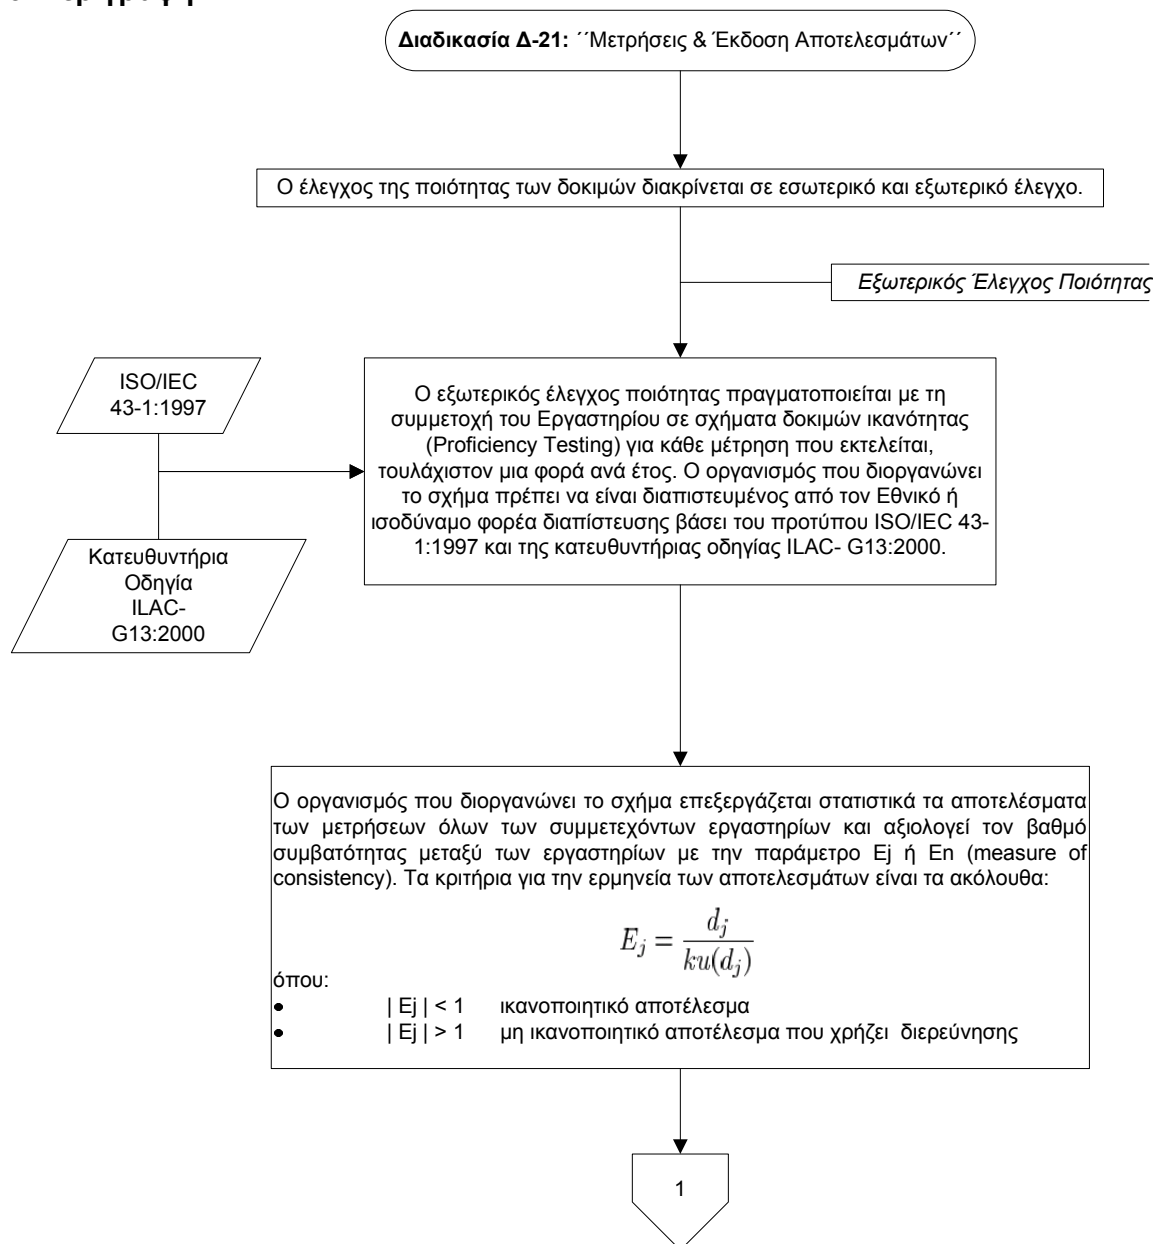 Διαδικασία Δ-21: ΄΄Μετρήσεις & Έκδοση Αποτελεσμάτων΄΄
Ο έλεγχος της ποιότητας των δοκιμών διακρίνεται σε εσωτερικό και εξωτερικό έλεγχο.
Εξωτερικός Έλεγχος Ποιότητας
ISO/IEC
43-1:1997
Ο εξωτερικός έλεγχος ποιότητας πραγματοποιείται με τη
συμμετοχή του Εργαστηρίου σε σχήματα δοκιμών ικανότητας
(Proficiency Testing) για κάθε μέτρηση που εκτελείται,
τουλάχιστον μια φορά ανά έτος. Ο οργανισμός που διοργανώνει
το σχήμα πρέπει να είναι διαπιστευμένος από τον Εθνικό ή
ισοδύναμο φορέα διαπίστευσης βάσει του προτύπου ISO/IEC 43-
1:1997 και της κατευθυντήριας οδηγίας ILAC- G13:2000.
Κατευθυντήρια
Οδηγία
ILAC-
G13:2000
Ο οργανισμός που διοργανώνει το σχήμα επεξεργάζεται στατιστικά τα αποτελέσματα
των μετρήσεων όλων των συμμετεχόντων εργαστηρίων και αξιολογεί τον βαθμό
συμβατότητας μεταξύ των εργαστηρίων με την παράμετρο Ej ή En (measure of
consistency). Τα κριτήρια για την ερμηνεία των αποτελεσμάτων είναι τα ακόλουθα:
E_j = d_j / ku(d_j)
όπου:
• | Ej | < 1 ικανοποιητικό αποτέλεσμα
• | Ej | > 1 μη ικανοποιητικό αποτέλεσμα που χρήζει διερεύνησης
1